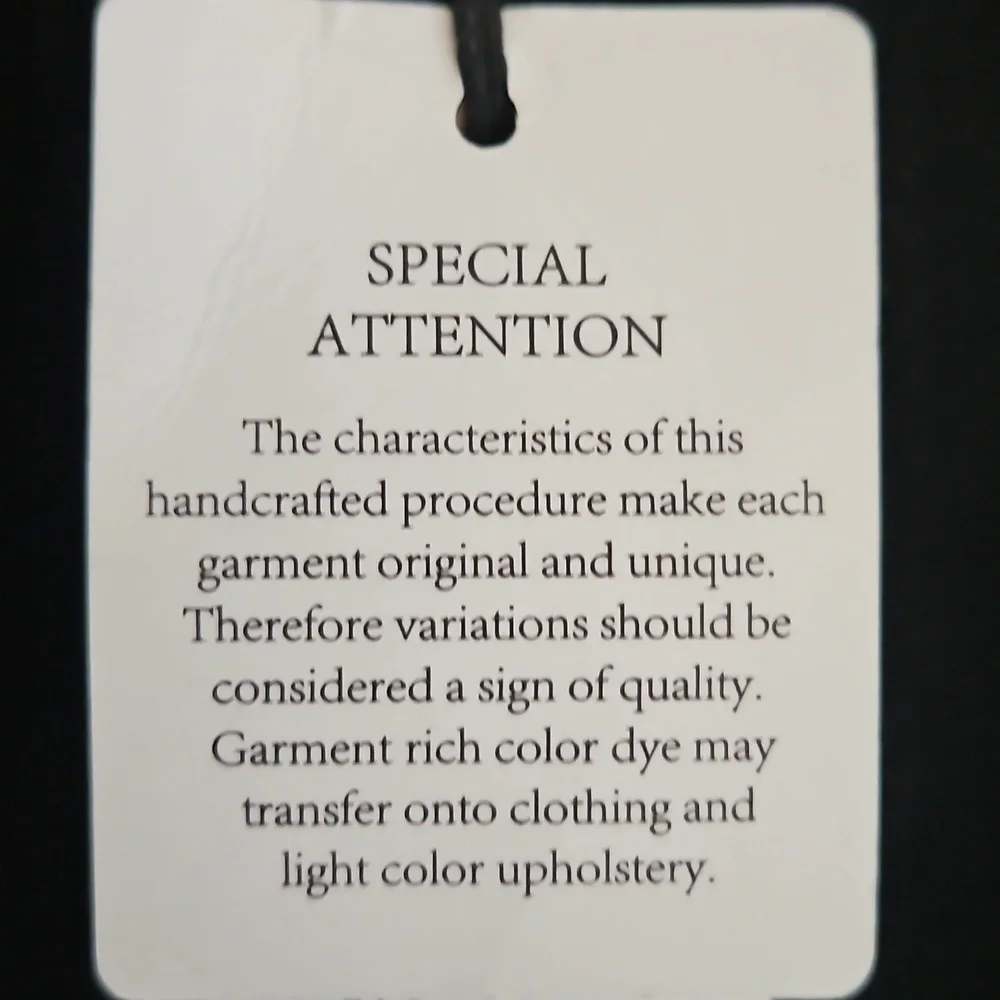 SPECIAL
ATTENTION
The characteristics of this
handcrafted procedure make each
garment original and unique.
Therefore variations should be
considered a sign of quality.
Garment rich color dye may
transfer onto clothing and
light color upholstery.